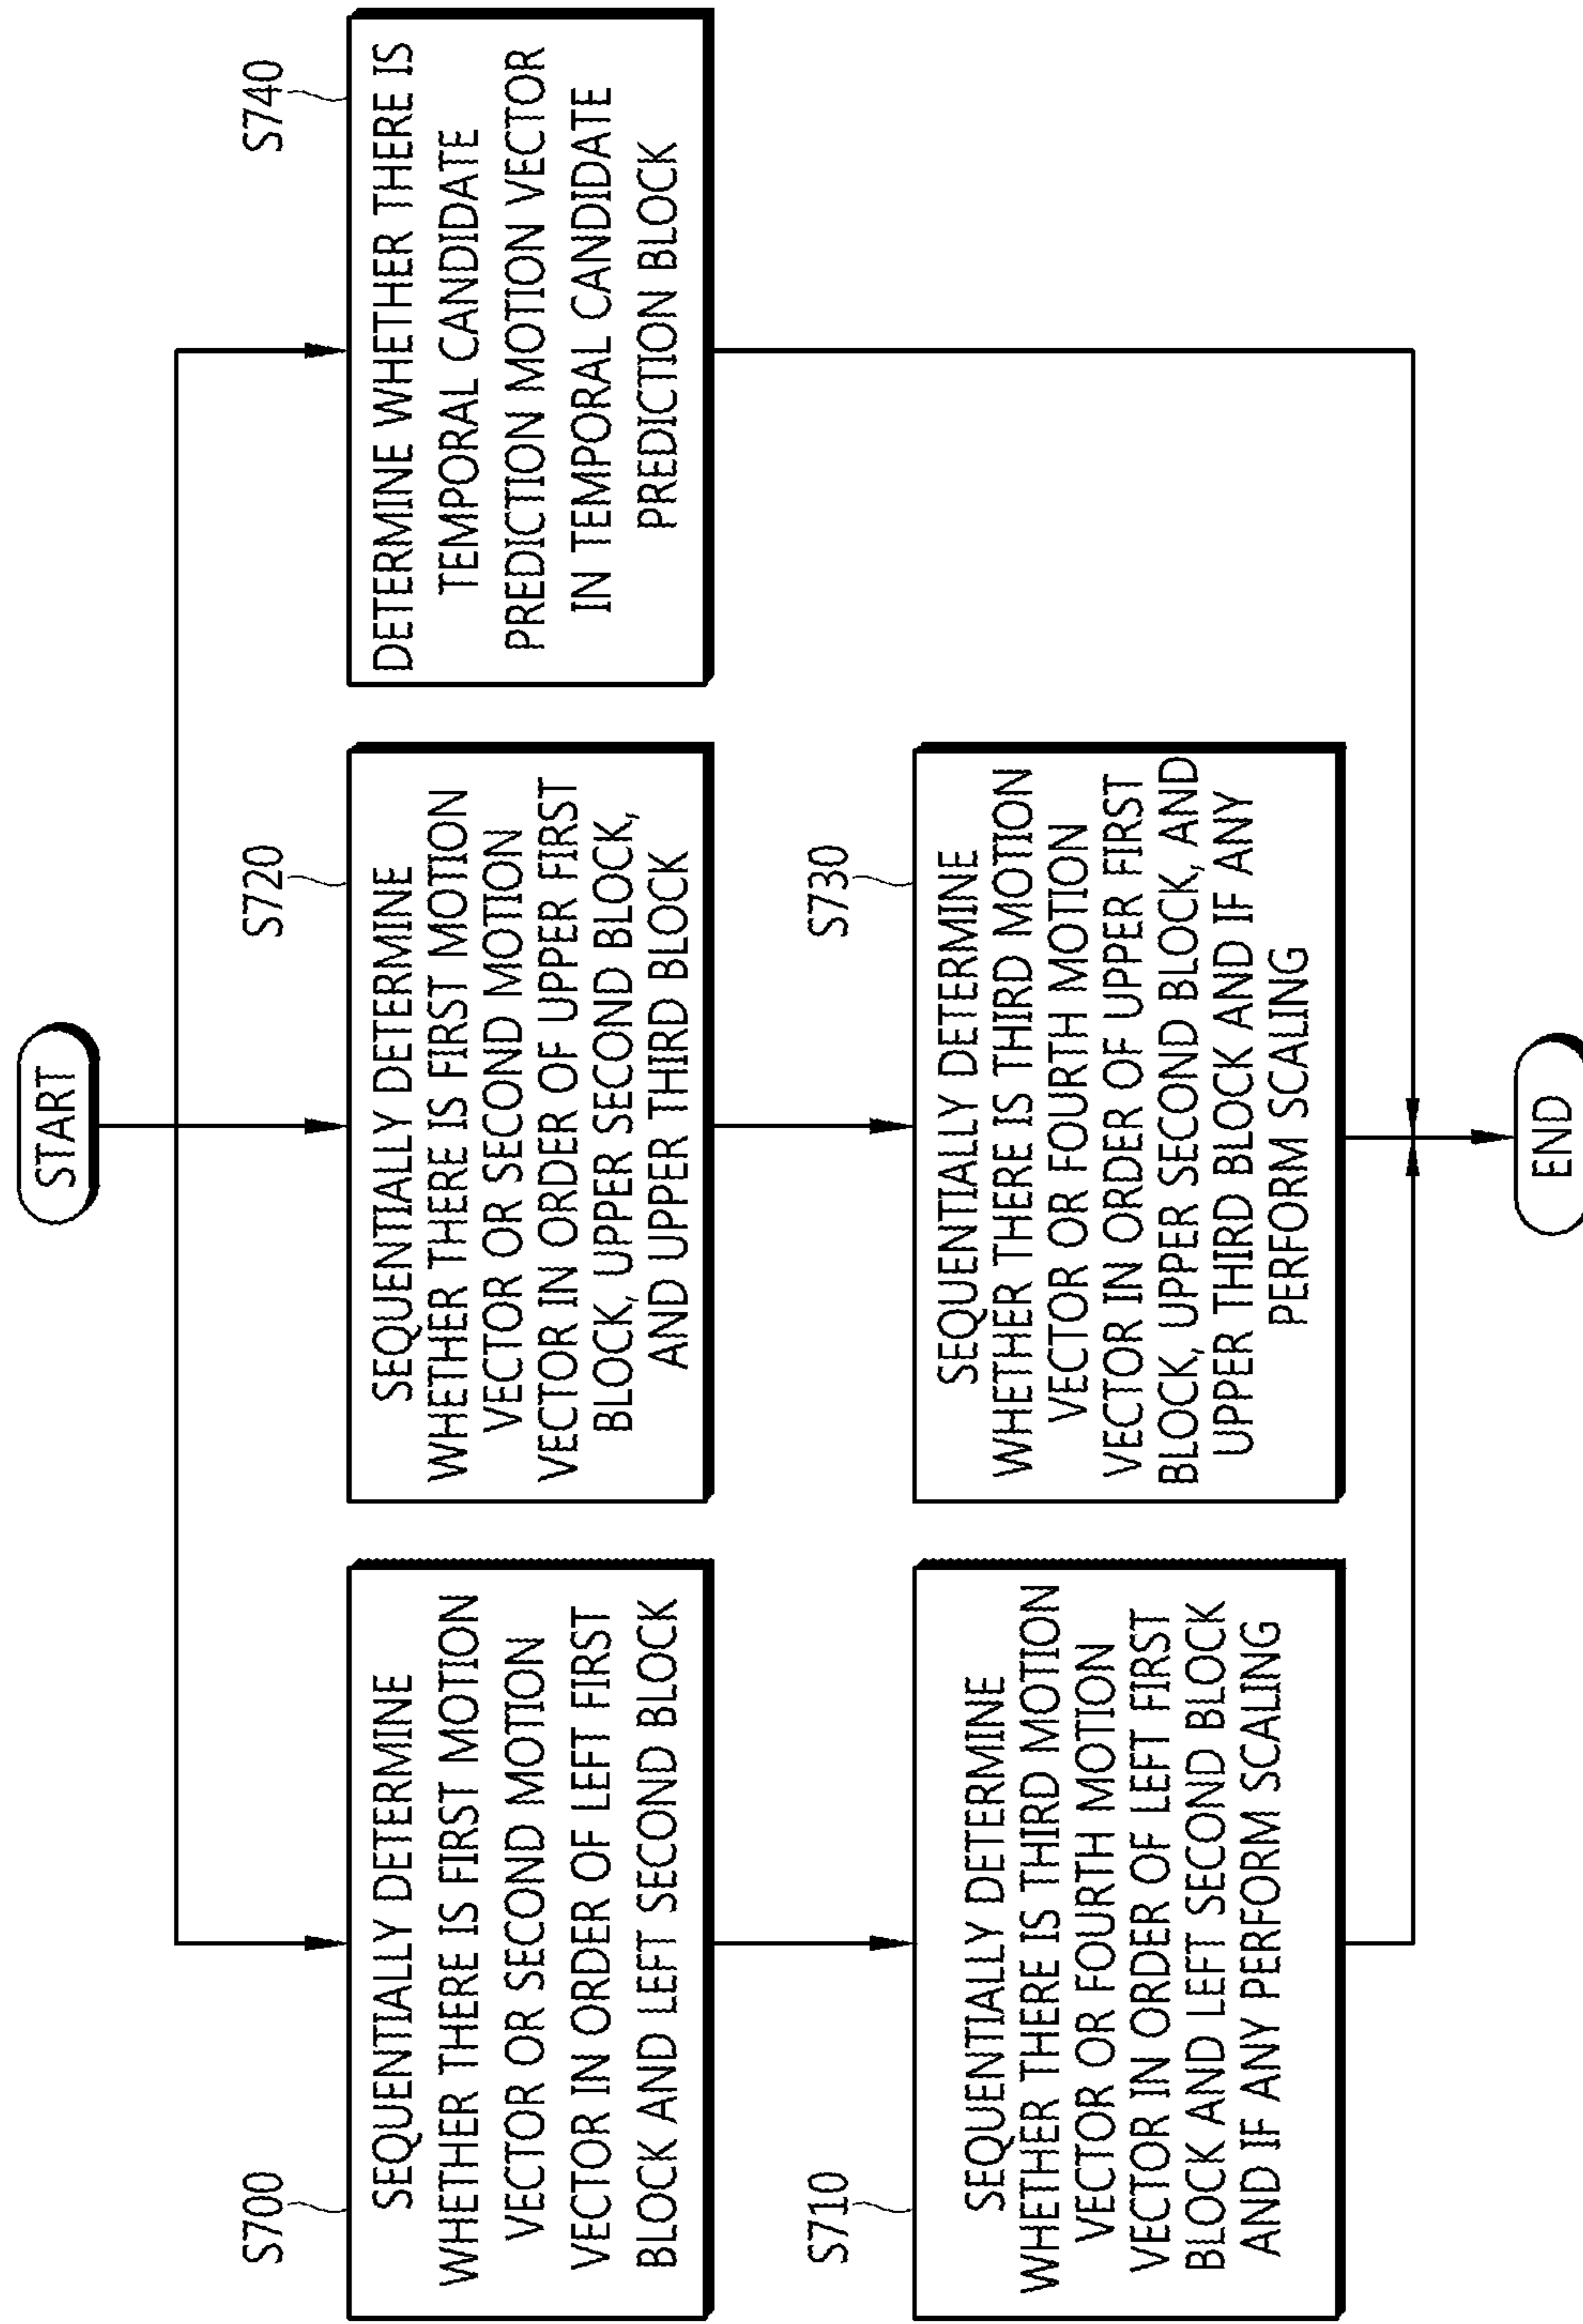 START
S700
SEQUENTIALLY DETERMINE
WHETHER THERE IS FIRST MOTION
VECTOR OR SECOND MOTION
VECTOR IN ORDER OF LEFT FIRST
BLOCK AND LEFT SECOND BLOCK
S720
SEQUENTIALLY DETERMINE
WHETHER THERE IS FIRST MOTION
VECTOR OR SECOND MOTION
VECTOR IN ORDER OF UPPER FIRST
BLOCK, UPPER SECOND BLOCK,
AND UPPER THIRD BLOCK
S740
DETERMINE WHETHER THERE IS
TEMPORAL CANDIDATE
PREDICTION MOTION VECTOR
IN TEMPORAL CANDIDATE
PREDICTION BLOCK
S710
SEQUENTIALLY DETERMINE
WHETHER THERE IS THIRD MOTION
VECTOR OR FOURTH MOTION
VECTOR IN ORDER OF LEFT FIRST
BLOCK AND LEFT SECOND BLOCK
AND IF ANY PERFORM SCALING
S730
SEQUENTIALLY DETERMINE
WHETHER THERE IS THIRD MOTION
VECTOR OR FOURTH MOTION
VECTOR IN ORDER OF UPPER FIRST
BLOCK, UPPER SECOND BLOCK, AND
UPPER THIRD BLOCK AND IF ANY
PERFORM SCALING
END